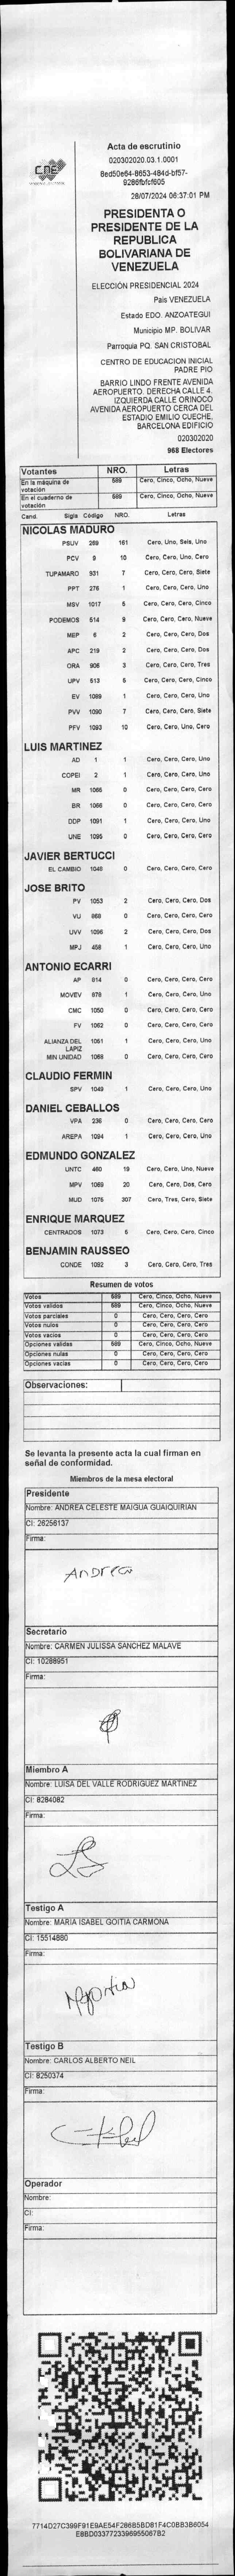 CNE
Acta de escrutinio
020302020.03.1.0001
8ed50e64-8653-484d-bf57-
9286fbfcf605
28/07/2024 06:37:01 PM
PRESIDENTA O
PRESIDENTE DE LA
REPUBLICA
BOLIVARIANA DE
VENEZUELA
ELECCIÓN PRESIDENCIAL 2024
País VENEZUELA
Estado EDO. ANZOATEGUI
Municipio MP. BOLIVAR
Parroquia PQ. SAN CRISTOBAL
CENTRO DE EDUCACION INICIAL
PADRE PIO
BARRIO LINDO FRENTE AVENIDA
AEROPUERTO. DERECHA CALLE 4.
IZQUIERDA CALLE ORINOCO
AVENIDA AEROPUERTO CERCA DEL
ESTADIO EMILIO CUECHE.
BARCELONA EDIFICIO
020302020
968 Electores
Votantes NRO. Letras
En la máquina de votación 589 Cero, Cinco, Ocho, Nueve
En el cuaderno de votación 589 Cero, Cinco, Ocho, Nueve
Cand. Sigla Código NRO. Letras
NICOLAS MADURO
PSUV 269 161 Cero, Uno, Seis, Uno
PCV 9 10 Cero, Cero, Uno, Cero
TUPAMARO 931 7 Cero, Cero, Cero, Siete
PPT 276 1 Cero, Cero, Cero, Uno
MSV 1017 5 Cero, Cero, Cero, Cinco
PODEMOS 514 9 Cero, Cero, Cero, Nueve
MEP 6 2 Cero, Cero, Cero, Dos
APC 219 2 Cero, Cero, Cero, Dos
ORA 906 3 Cero, Cero, Cero, Tres
UPV 513 5 Cero, Cero, Cero, Cinco
EV 1089 1 Cero, Cero, Cero, Uno
PVV 1090 7 Cero, Cero, Cero, Siete
PFV 1093 10 Cero, Cero, Uno, Cero
LUIS MARTINEZ
AD 1 1 Cero, Cero, Cero, Uno
COPEI 2 1 Cero, Cero, Cero, Uno
MR 1065 0 Cero, Cero, Cero, Cero
BR 1066 0 Cero, Cero, Cero, Cero
DDP 1091 1 Cero, Cero, Cero, Uno
UNE 1095 0 Cero, Cero, Cero, Cero
JAVIER BERTUCCI
EL CAMBIO 1046 0 Cero, Cero, Cero, Cero
JOSE BRITO
PV 1053 2 Cero, Cero, Cero, Dos
VU 868 0 Cero, Cero, Cero, Cero
UVV 1096 2 Cero, Cero, Cero, Dos
MPJ 458 1 Cero, Cero, Cero, Uno
ANTONIO ECARRI
AP 814 0 Cero, Cero, Cero, Cero
MOVEV 878 1 Cero, Cero, Cero, Uno
CMC 1050 0 Cero, Cero, Cero, Cero
FV 1062 0 Cero, Cero, Cero, Cero
ALIANZA DEL LAPIZ 1061 1 Cero, Cero, Cero, Uno
MIN UNIDAD 1068 0 Cero, Cero, Cero, Cero
CLAUDIO FERMIN
SPV 1049 1 Cero, Cero, Cero, Uno
DANIEL CEBALLOS
VPA 236 0 Cero, Cero, Cero, Cero
AREPA 1094 1 Cero, Cero, Cero, Uno
EDMUNDO GONZALEZ
UNTC 460 19 Cero, Cero, Uno, Nueve
MPV 1069 20 Cero, Cero, Dos, Cero
MUD 1076 307 Cero, Tres, Cero, Siete
ENRIQUE MARQUEZ
CENTRADOS 1073 5 Cero, Cero, Cero, Cinco
BENJAMIN RAUSSEO
CONDE 1092 3 Cero, Cero, Cero, Tres
Resumen de votos
Votos 589 Cero, Cinco, Ocho, Nueve
Votos validos 589 Cero, Cinco, Ocho, Nueve
Votos parciales 0 Cero, Cero, Cero, Cero
Votos nulos 0 Cero, Cero, Cero, Cero
Votos vacios 0 Cero, Cero, Cero, Cero
Opciones validas 589 Cero, Cinco, Ocho, Nueve
Opciones nulas 0 Cero, Cero, Cero, Cero
Opciones vacias 0 Cero, Cero, Cero, Cero
Observaciones:
Se levanta la presente acta la cual firman en
señal de conformidad.
Miembros de la mesa electoral
Presidente
Nombre: ANDREA CELESTE MAIGUA GUAIQUIRIAN
CI: 26256137
Firma:
Andrea
Secretario
Nombre: CARMEN JULISSA SANCHEZ MALAVE
CI: 10288951
Firma:
Miembro A
Nombre: LUISA DEL VALLE RODRIGUEZ MARTINEZ
CI: 8284082
Firma:
Testigo A
Nombre: MARIA ISABEL GOITIA CARMONA
CI: 15514880
Firma:
Testigo B
Nombre: CARLOS ALBERTO NEIL
CI: 8250374
Firma:
Operador
Nombre:
CI:
Firma:
7714D27C399F91E9AE54F286B5BD81F4C0BB3B6054
E8BD033772339695506782